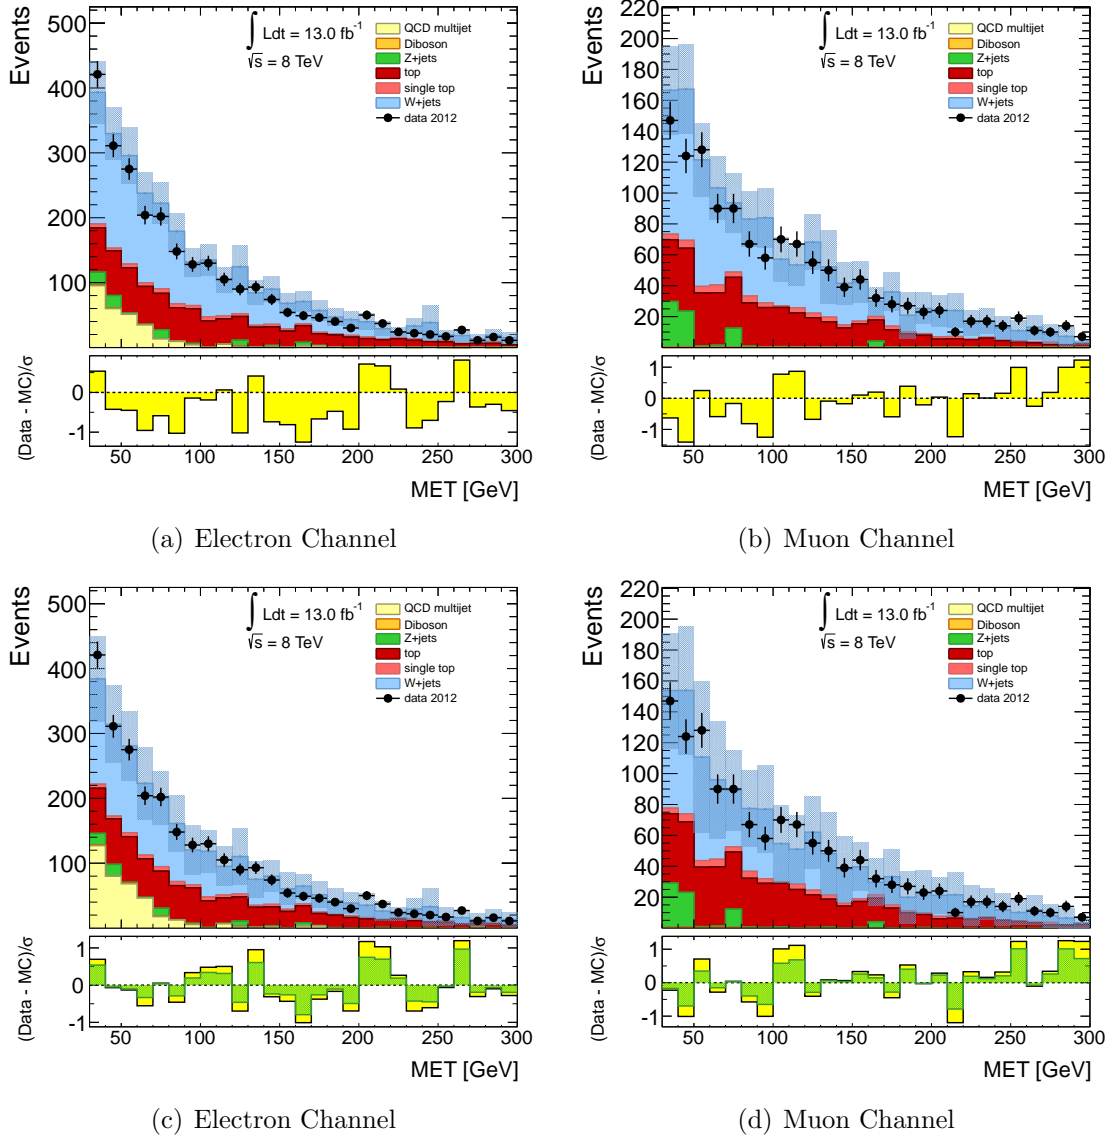 Events
500
400
300
200
100
∫ Ldt = 13.0 fb⁻¹
√s = 8 TeV
QCD multijet
Diboson
Z+jets
top
single top
W+jets
data 2012
(Data - MC)/σ
0
-1
50 100 150 200 250 300
MET [GeV]
(a) Electron Channel
Events
220
200
180
160
140
120
100
80
60
40
20
∫ Ldt = 13.0 fb⁻¹
√s = 8 TeV
QCD multijet
Diboson
Z+jets
top
single top
W+jets
data 2012
(Data - MC)/σ
1
0
-1
50 100 150 200 250 300
MET [GeV]
(b) Muon Channel
Events
500
400
300
200
100
∫ Ldt = 13.0 fb⁻¹
√s = 8 TeV
QCD multijet
Diboson
Z+jets
top
single top
W+jets
data 2012
(Data - MC)/σ
1
0
-1
50 100 150 200 250 300
MET [GeV]
(c) Electron Channel
Events
220
200
180
160
140
120
100
80
60
40
20
∫ Ldt = 13.0 fb⁻¹
√s = 8 TeV
QCD multijet
Diboson
Z+jets
top
single top
W+jets
data 2012
(Data - MC)/σ
1
0
-1
50 100 150 200 250 300
MET [GeV]
(d) Muon Channel